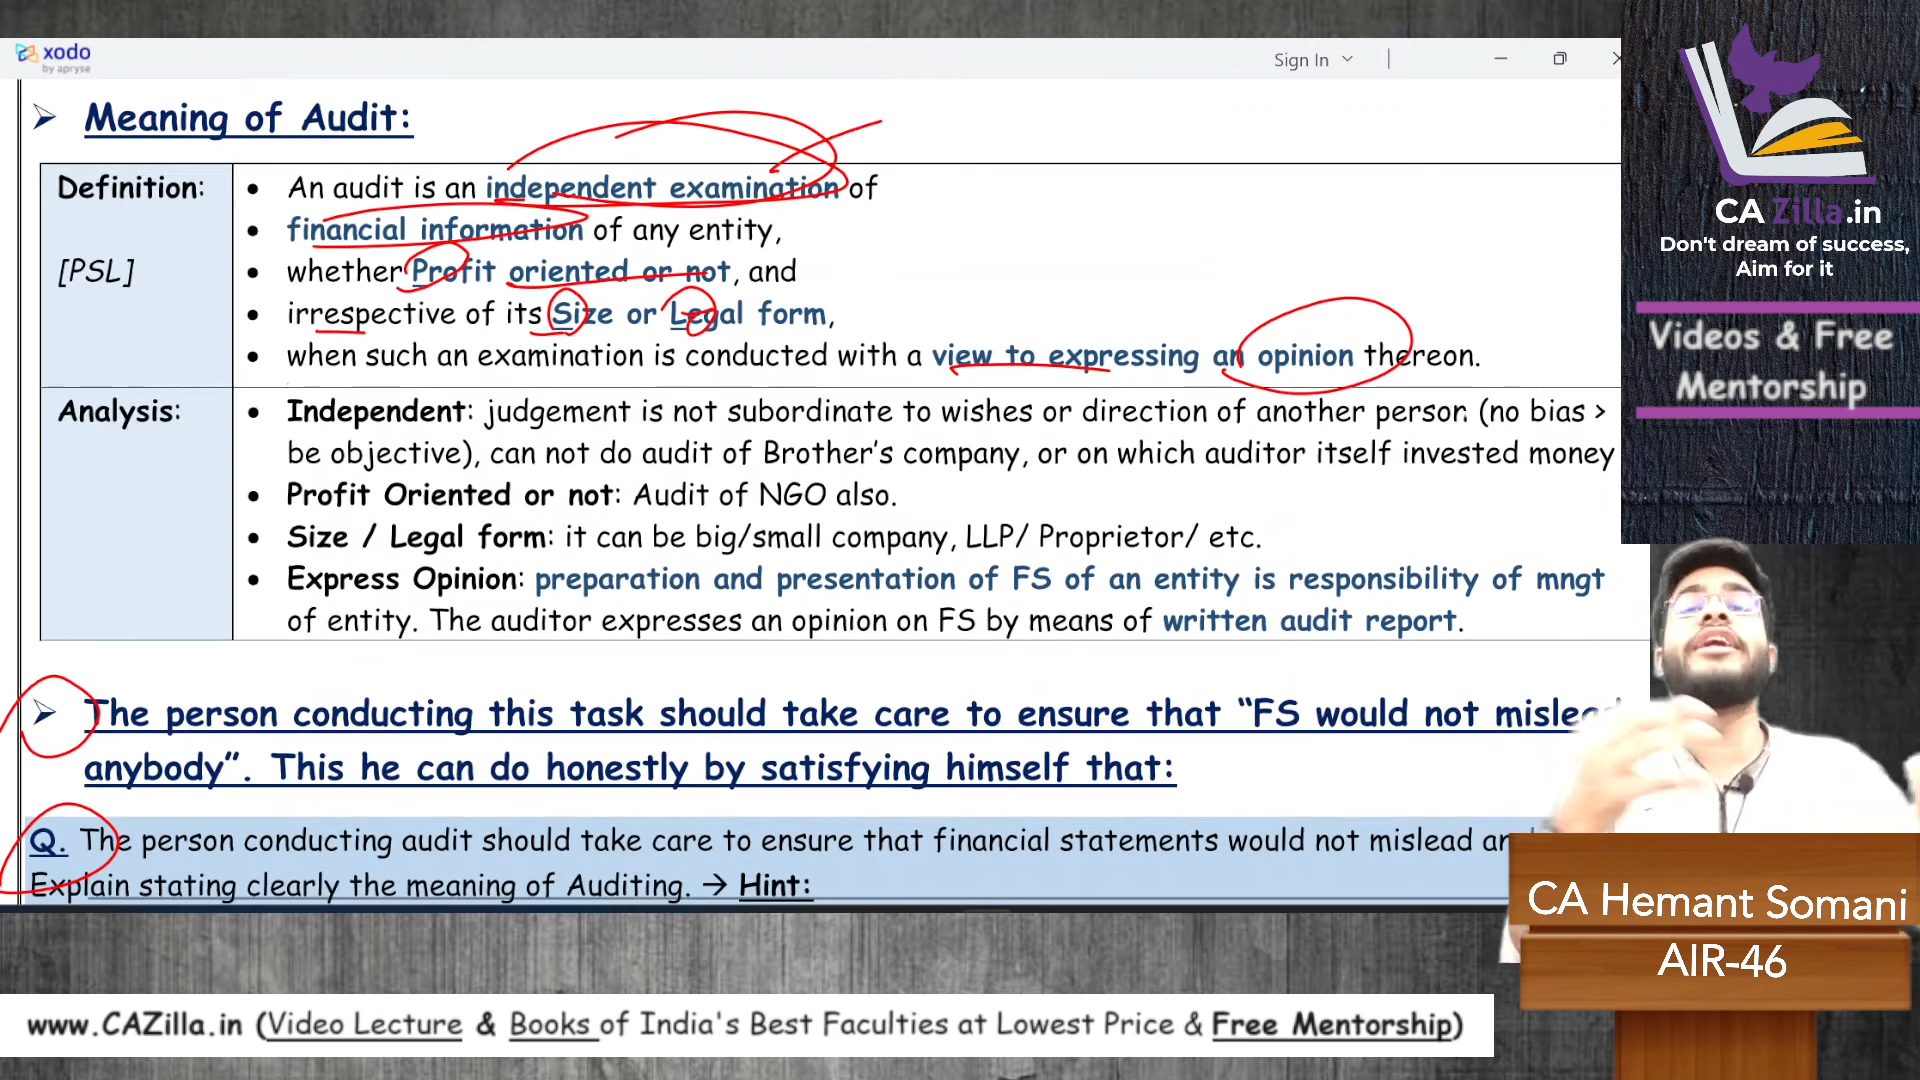 xodo
by apryse
Sign In
➢ Meaning of Audit:
Definition:
[PSL]
• An audit is an independent examination of
• financial information of any entity,
• whether Profit oriented or not, and
• irrespective of its Size or Legal form,
• when such an examination is conducted with a view to expressing an opinion thereon.
Analysis:
• Independent: judgement is not subordinate to wishes or direction of another person. (no bias >
be objective), can not do audit of Brother's company, or on which auditor itself invested money
• Profit Oriented or not: Audit of NGO also.
• Size / Legal form: it can be big/small company, LLP/ Proprietor/ etc.
• Express Opinion: preparation and presentation of FS of an entity is responsibility of mngt
of entity. The auditor expresses an opinion on FS by means of written audit report.
➢ The person conducting this task should take care to ensure that “FS would not mislead
anybody”. This he can do honestly by satisfying himself that:
Q. The person conducting audit should take care to ensure that financial statements would not mislead
Explain stating clearly the meaning of Auditing. → Hint:
CA Zilla.in
Don't dream of success,
Aim for it
Videos & Free
Mentorship
CA Hemant Somani
AIR-46
www.CAZilla.in (Video Lecture & Books of India's Best Faculties at Lowest Price & Free Mentorship)